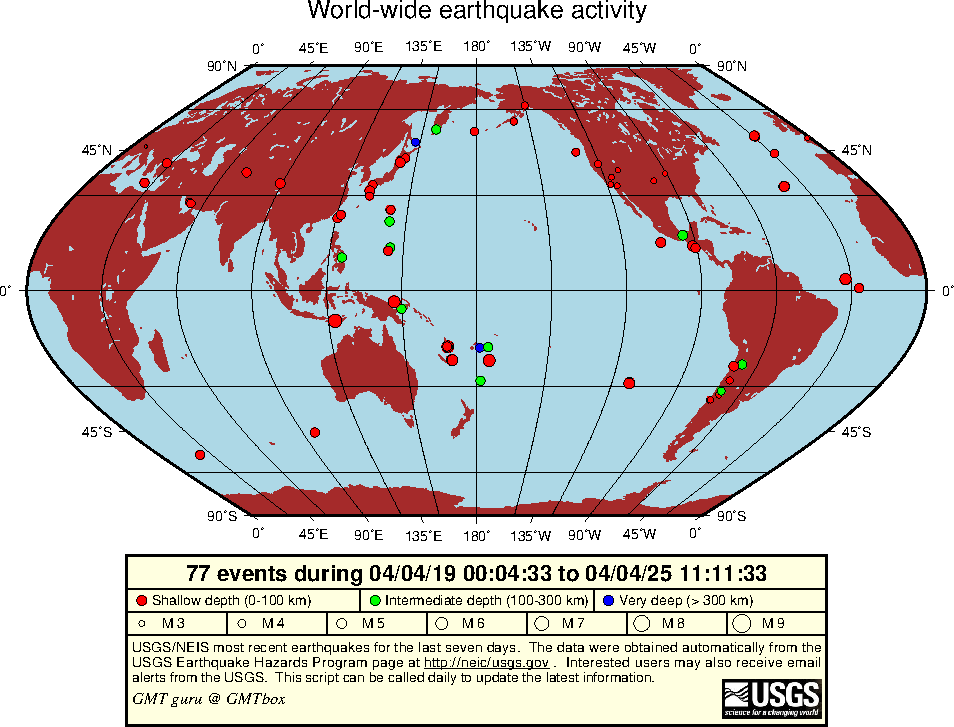 World-wide earthquake activity
0˚ 45˚E 90˚E 135˚E 180˚ 135˚W 90˚W 45˚W 0˚
90˚N 90˚N
45˚N 45˚N
0˚ 0˚
45˚S 45˚S
90˚S 90˚S
0˚ 45˚E 90˚E 135˚E 180˚ 135˚W 90˚W 45˚W 0˚
77 events during 04/04/19 00:04:33 to 04/04/25 11:11:33
Shallow depth (0-100 km) Intermediate depth (100-300 km) Very deep (> 300 km)
M 3 M 4 M 5 M 6 M 7 M 8 M 9
USGS/NEIS most recent earthquakes for the last seven days. The data were obtained automatically from the
USGS Earthquake Hazards Program page at http://neic/usgs.gov . Interested users may also receive email
alerts from the USGS. This script can be called daily to update the latest information.
GMT guru @ GMTbox
USGS
science for a changing world